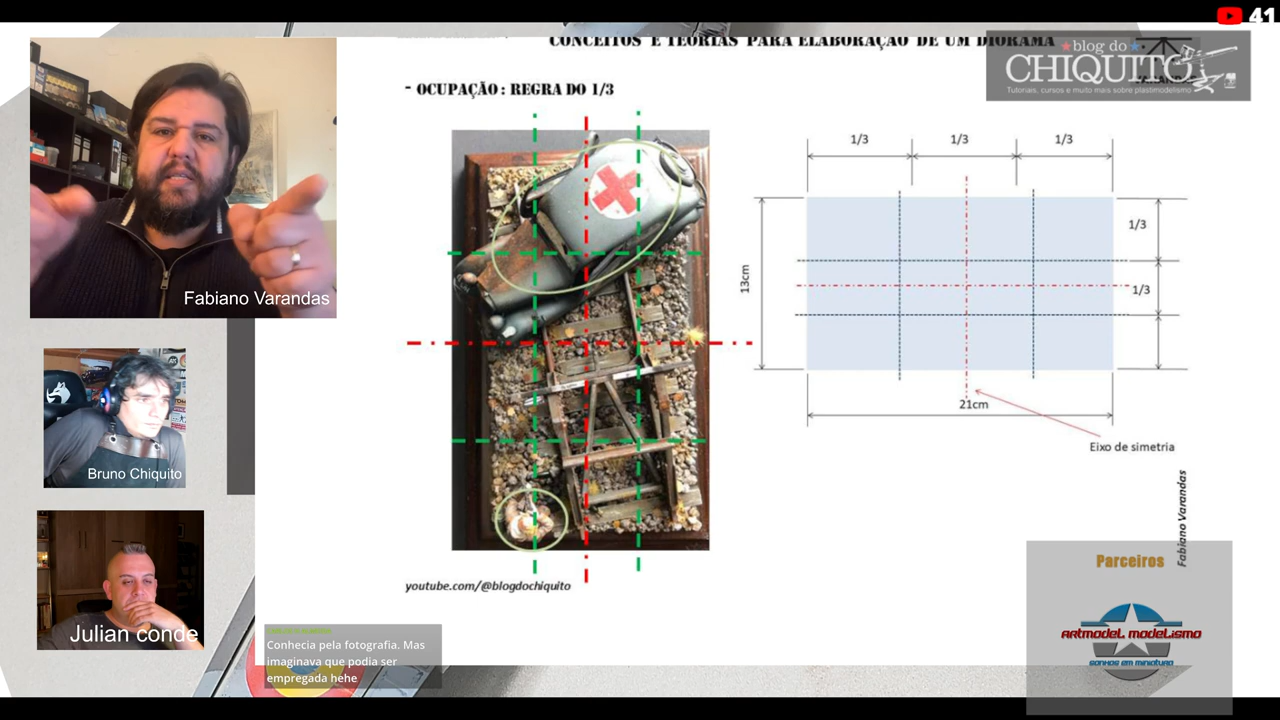 41
CONCEITOS E TEORIAS PARA ELABORAÇÃO DE UM DIORAMA
blog do
CHIQUITO
Tutoriais, cursos e muito mais sobre plastimodelismo
- OCUPAÇÃO: REGRA DO 1/3
1/3
1/3
1/3
1/3
1/3
13cm
21cm
Eixo de simetria
Fabiano Varandas
Fabiano Varandas
Bruno Chiquito
Julian conde
youtube.com/@blogdochiquito
Conhecia pela fotografia. Mas
imaginava que podia ser
empregada hehe
Parceiros
ARTMODEL MODELISMO
SONHOS EM MINIATURA